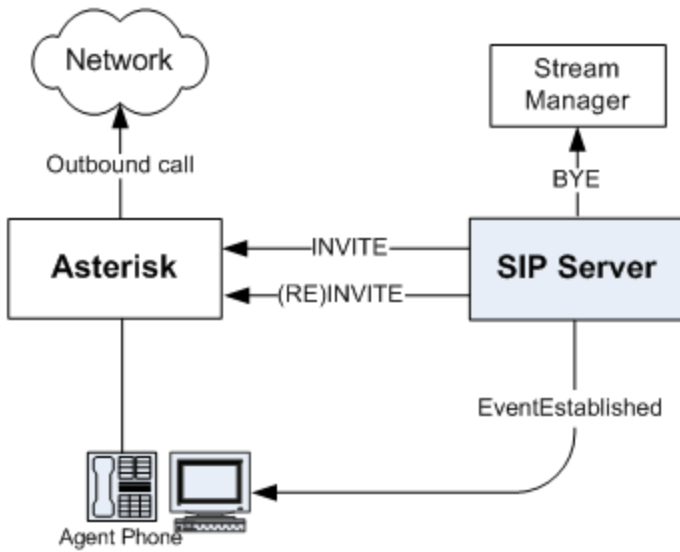 Network
Stream
Manager
Outbound call
BYE
Asterisk
INVITE
SIP Server
(RE)INVITE
EventEstablished
Agent Phone